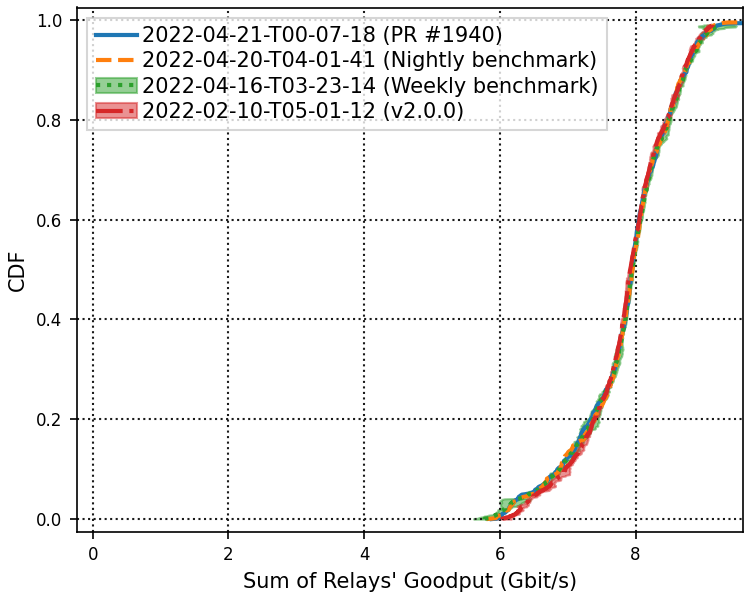 2022-04-21-T00-07-18 (PR #1940)
2022-04-20-T04-01-41 (Nightly benchmark)
2022-04-16-T03-23-14 (Weekly benchmark)
2022-02-10-T05-01-12 (v2.0.0)
1.0
0.8
0.6
0.4
0.2
0.0
CDF
0 2 4 6 8
Sum of Relays' Goodput (Gbit/s)